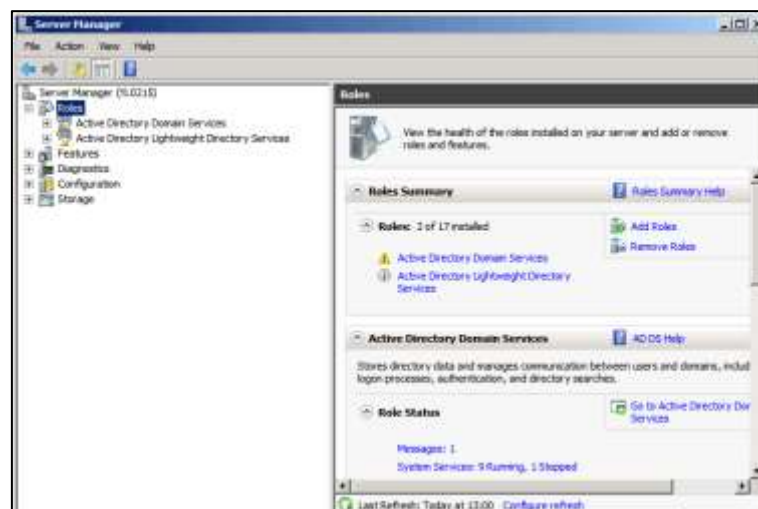 Server Manager
File Action View Help
Server Manager
Roles
Active Directory Domain Services
Active Directory Lightweight Directory Services
Features
Diagnostics
Configuration
Storage
Roles
View the health of the roles installed on your server and add or remove
roles and features.
Roles Summary
Roles Summary Help
Roles: 2 of 17 installed
Add Roles
Remove Roles
Active Directory Domain Services
Active Directory Lightweight Directory
Services
Active Directory Domain Services
AD DS Help
Stores directory data and manages communication between users and domains, includ
logon processes, authentication, and directory searches.
Role Status
Go to Active Directory Dom
Services
Messages: 1
System Services: 9 Running, 1 Stopped
Last Refresh: Today at 13:00 Configure refresh